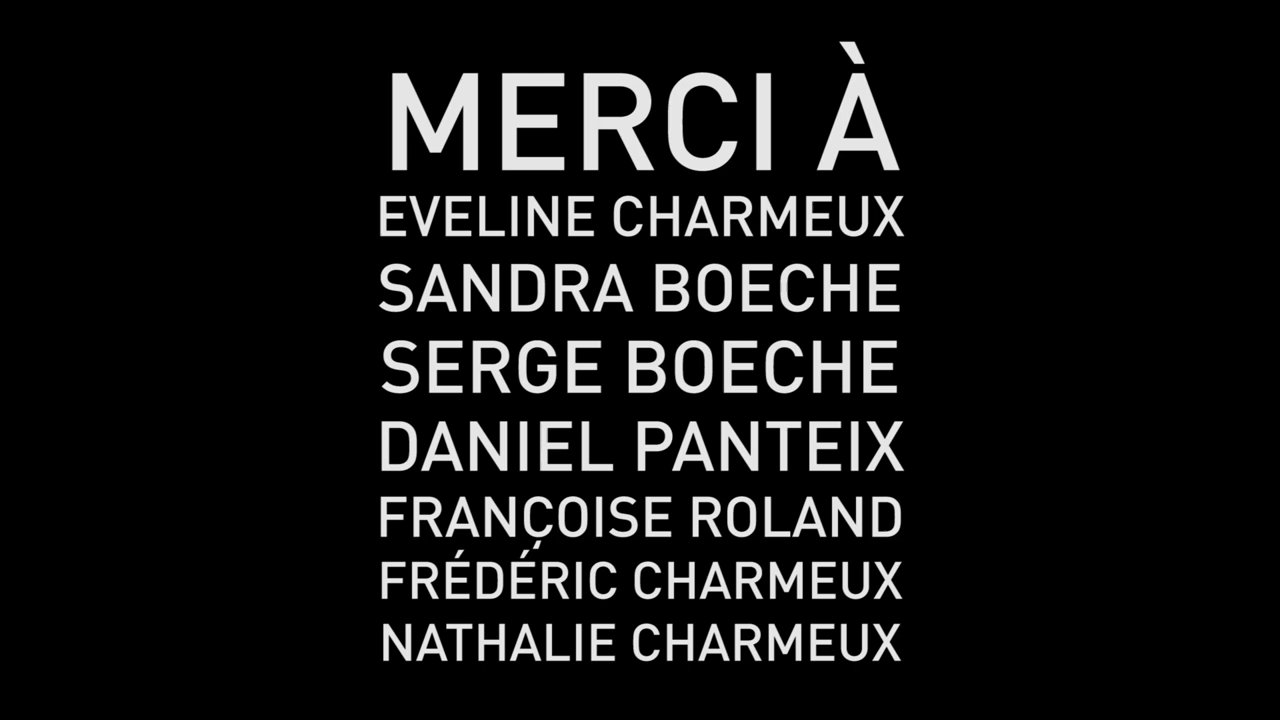 MERCI À
EVELINE CHARMEUX
SANDRA BOECHE
SERGE BOECHE
DANIEL PANTEIX
FRANÇOISE ROLAND
FRÉDÉRIC CHARMEUX
NATHALIE CHARMEUX